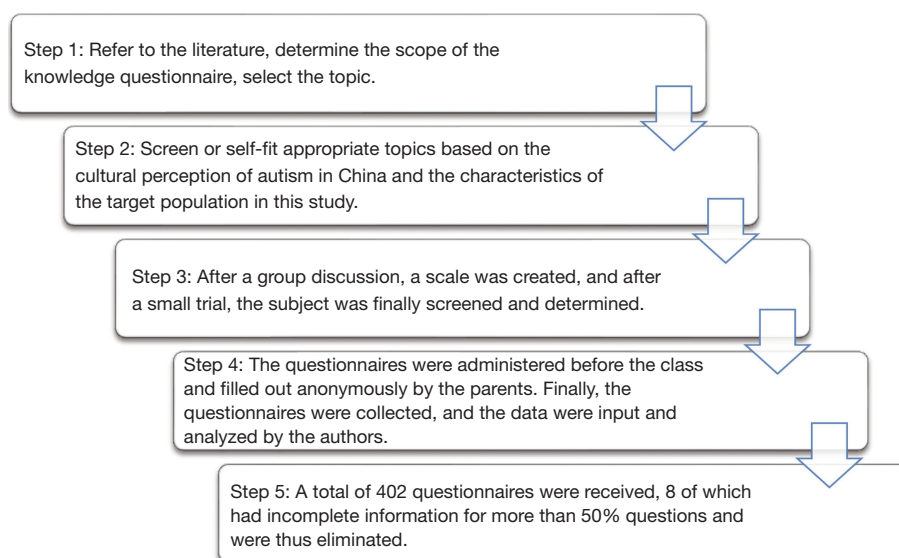 Step 1: Refer to the literature, determine the scope of the
knowledge questionnaire, select the topic.
Step 2: Screen or self-fit appropriate topics based on the
cultural perception of autism in China and the characteristics of
the target population in this study.
Step 3: After a group discussion, a scale was created, and after
a small trial, the subject was finally screened and determined.
Step 4: The questionnaires were administered before the class
and filled out anonymously by the parents. Finally, the
questionnaires were collected, and the data were input and
analyzed by the authors.
Step 5: A total of 402 questionnaires were received, 8 of which
had incomplete information for more than 50% questions and
were thus eliminated.